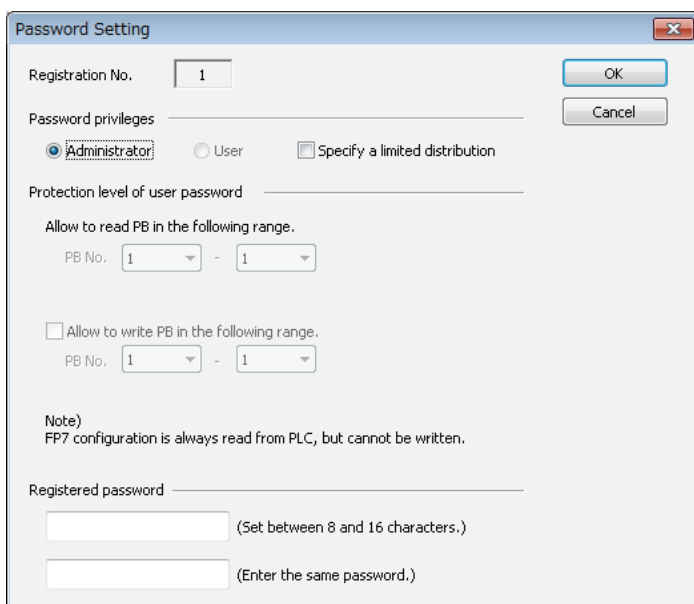 Password Setting
Registration No. 1
OK
Cancel
Password privileges
Administrator User Specify a limited distribution
Protection level of user password
Allow to read PB in the following range.
PB No. 1 - 1
Allow to write PB in the following range.
PB No. 1 - 1
Note)
FP7 configuration is always read from PLC, but cannot be written.
Registered password
(Set between 8 and 16 characters.)
(Enter the same password.)